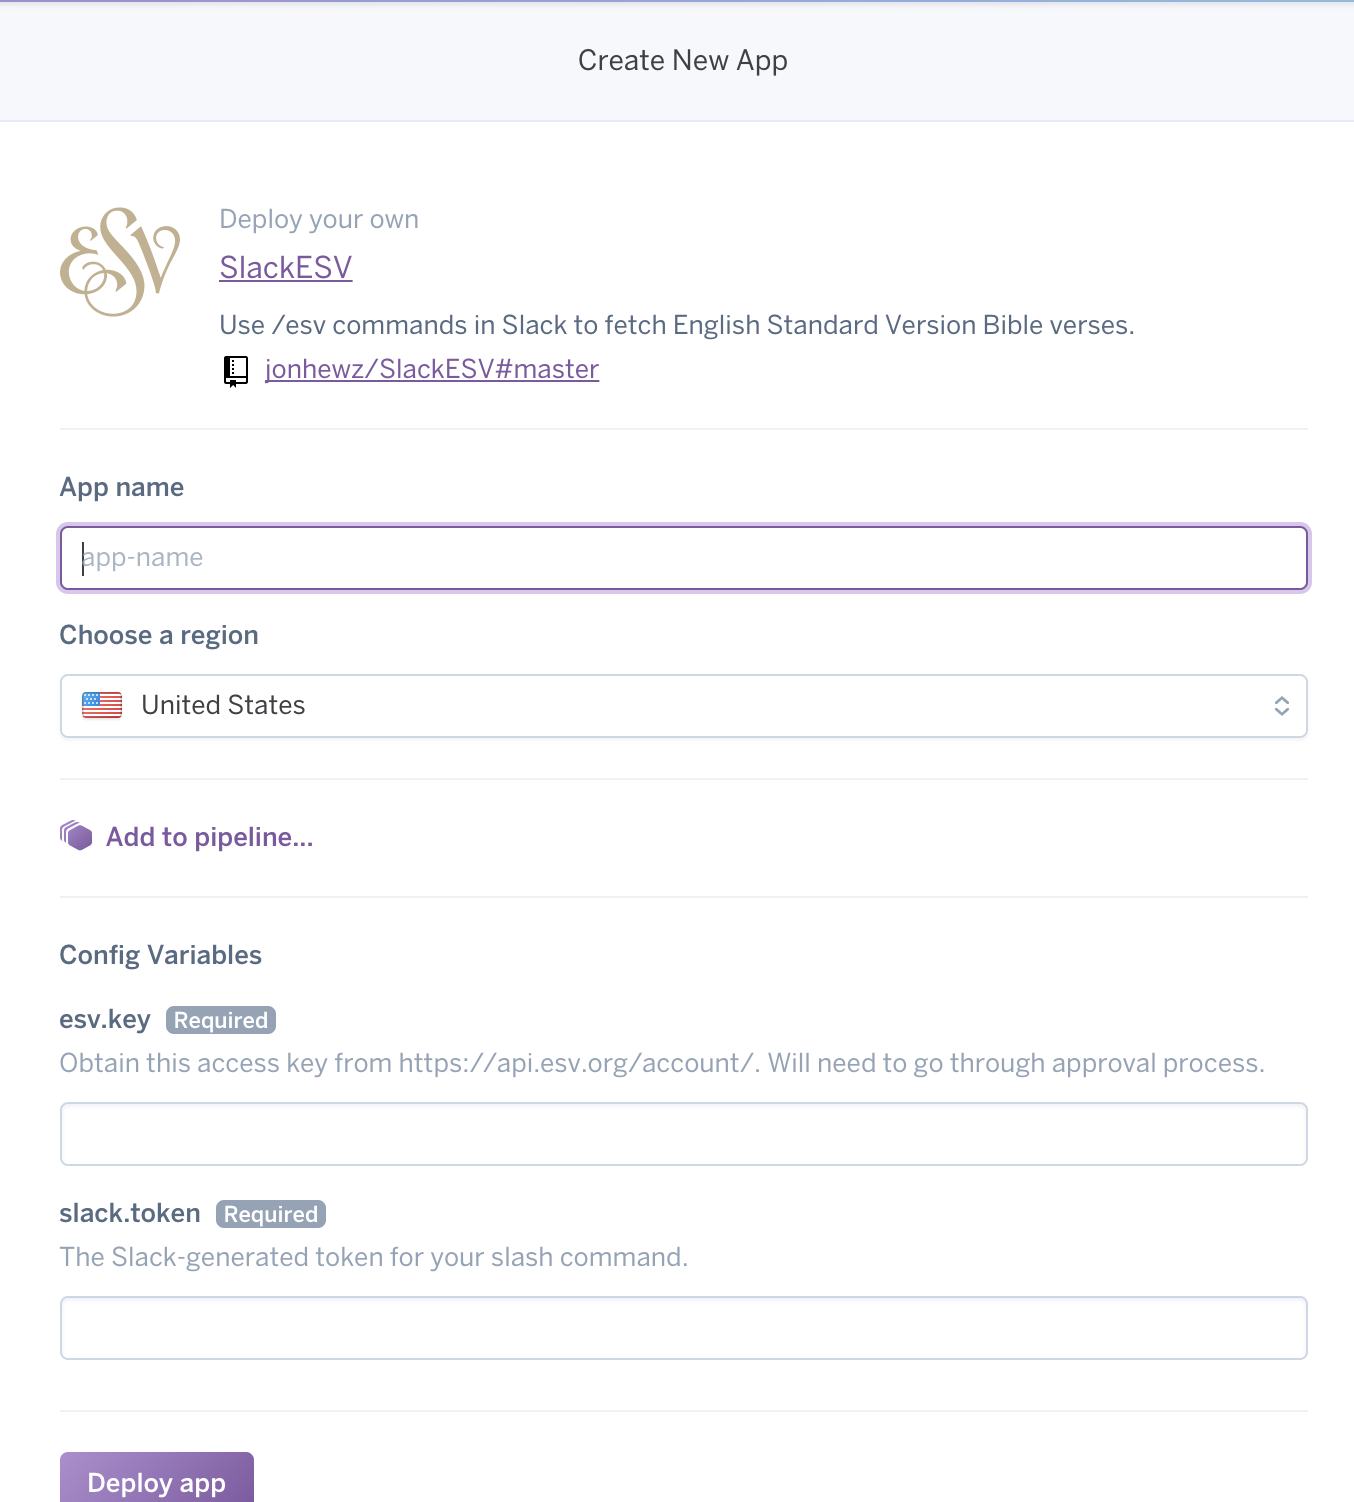 Create New App
ESV
Deploy your own
SlackESV
Use /esv commands in Slack to fetch English Standard Version Bible verses.
jonhewz/SlackESV#master
App name
app-name
Choose a region
United States
Add to pipeline...
Config Variables
esv.key Required
Obtain this access key from https://api.esv.org/account/. Will need to go through approval process.
slack.token Required
The Slack-generated token for your slash command.
Deploy app